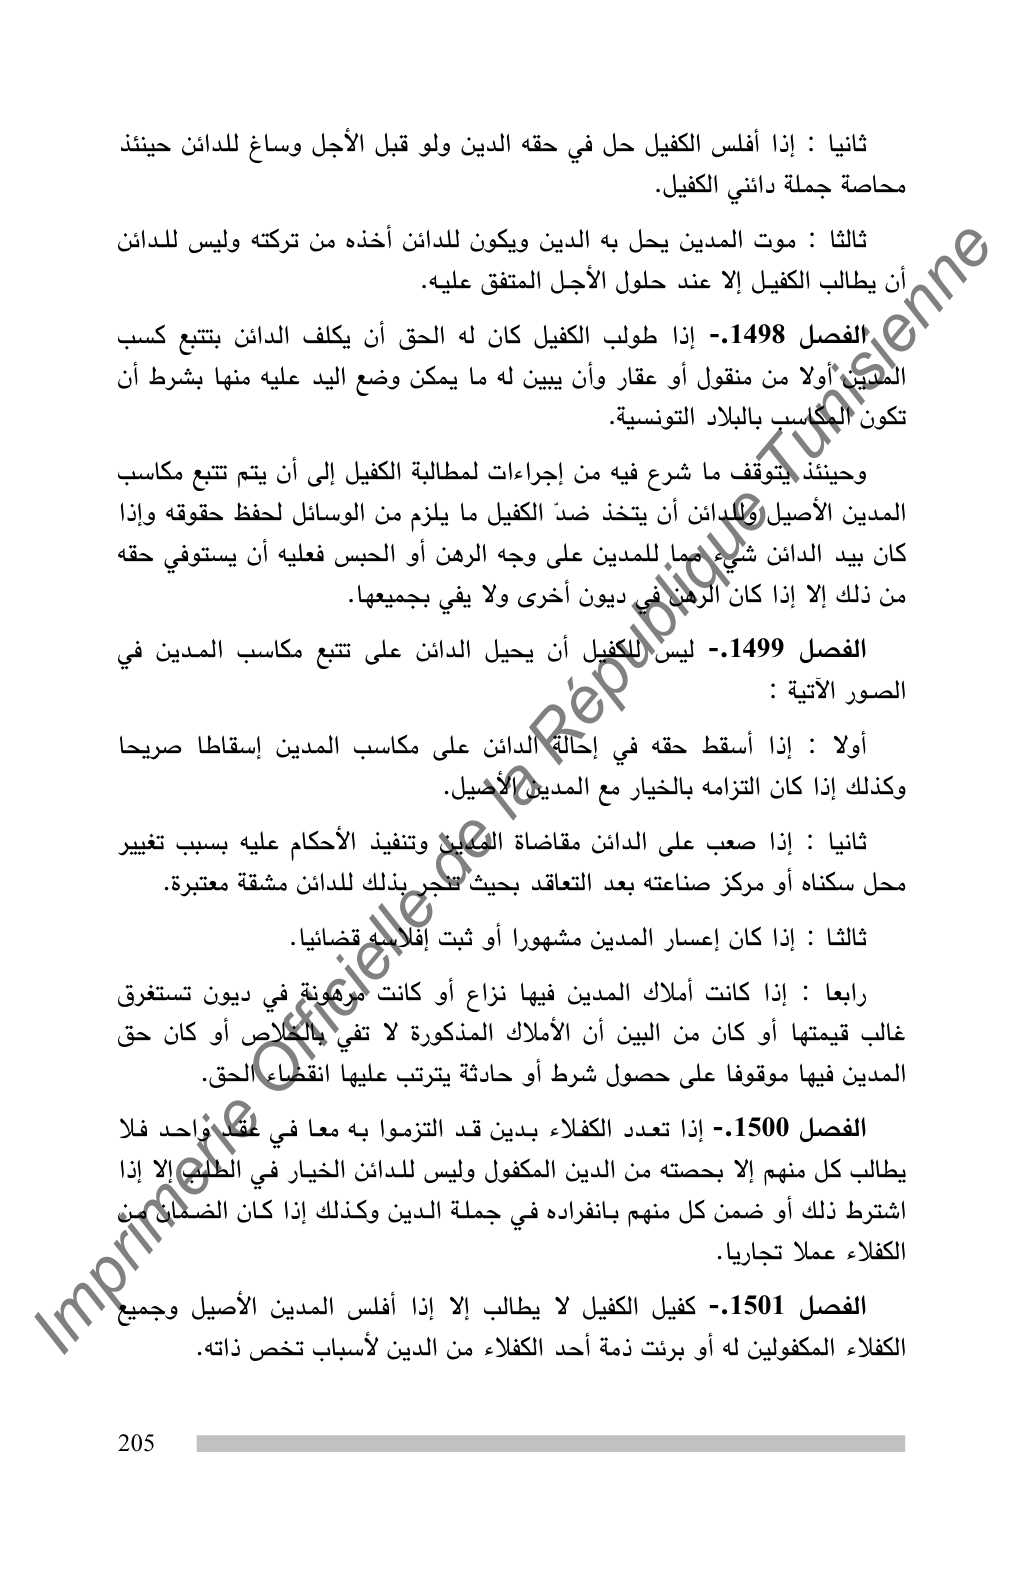 ثانيا : إذا أفلس الكفيل حل في حقه الدين ولو قبل الأجل وساغ للدائن حينئذ
محاصة جملة دائني الكفيل.
ثالثا : موت المدين يحل به الدين ويكون للدائن أخذه من تركته وليس للدائن
أن يطالب الكفيل إلا عند حلول الأجل المتفق عليه.
الفصل 1498.- إذا طولب الكفيل كان له الحق أن يكلف الدائن بتتبع كسب
المدين أولا من منقول أو عقار وأن يبين له ما يمكن وضع اليد عليه منها بشرط أن
تكون المكاسب بالبلاد التونسية.
وحينئذ يتوقف ما شرع فيه من إجراءات لمطالبة الكفيل إلى أن يتم تتبع مكاسب
المدين الأصيل وللدائن أن يتخذ ضدّ الكفيل ما يلزم من الوسائل لحفظ حقوقه وإذا
كان بيد الدائن شيء مما للمدين على وجه الرهن أو الحبس فعليه أن يستوفي حقه
من ذلك إلا إذا كان الرهن في ديون أخرى ولا يفي بجميعها.
الفصل 1499.- ليس للكفيل أن يحيل الدائن على تتبع مكاسب المدين في
الصور الآتية :
أولا : إذا أسقط حقه في إحالة الدائن على مكاسب المدين إسقاطا صريحا
وكذلك إذا كان التزامه بالخيار مع المدين الأصيل.
ثانيا : إذا صعب على الدائن مقاضاة المدين وتنفيذ الأحكام عليه بسبب تغيير
محل سكناه أو مركز صناعته بعد التعاقد بحيث تنجر بذلك للدائن مشقة معتبرة.
ثالثا : إذا كان إعسار المدين مشهورا أو ثبت إفلاسه قضائيا.
رابعا : إذا كانت أملاك المدين فيها نزاع أو كانت مرهونة في ديون تستغرق
غالب قيمتها أو كان من البين أن الأملاك المذكورة لا تفي بالخلاص أو كان حق
المدين فيها موقوفا على حصول شرط أو حادثة يترتب عليها انقضاء الحق.
الفصل 1500.- إذا تعدد الكفلاء بدين قد التزموا به معا في عقد واحد فلا
يطالب كل منهم إلا بحصته من الدين المكفول وليس للدائن الخيار في الطلب إلا إذا
اشترط ذلك أو ضمن كل منهم بانفراده في جملة الدين وكذلك إذا كان الضمان من
الكفلاء عملا تجاريا.
الفصل 1501.- كفيل الكفيل لا يطالب إلا إذا أفلس المدين الأصيل وجميع
الكفلاء المكفولين له أو برئت ذمة أحد الكفلاء من الدين لأسباب تخص ذاته.
205
Imprimerie Officielle de la République Tunisienne